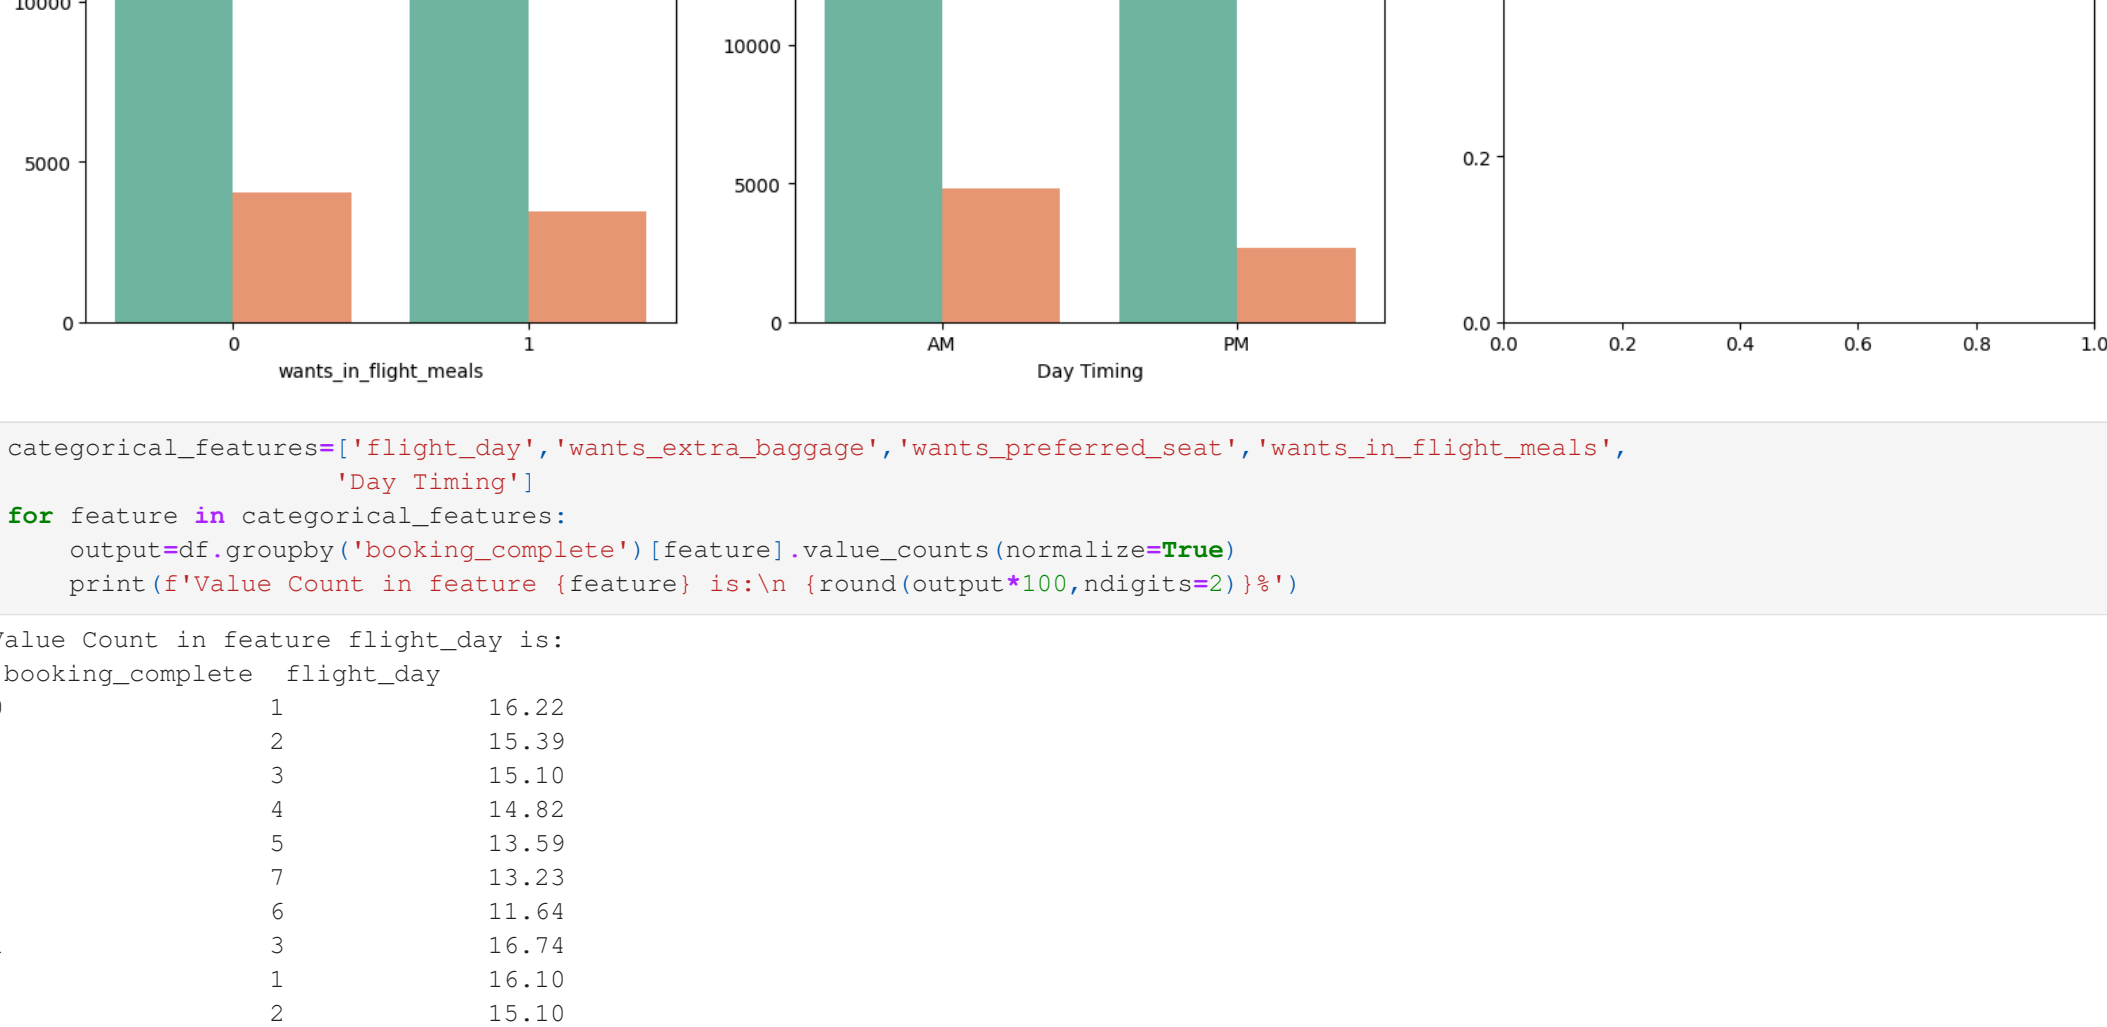 10000
5000
0
0 1
wants_in_flight_meals
10000
5000
0
AM PM
Day Timing
0.2
0.0
0.0 0.2 0.4 0.6 0.8 1.0
categorical_features=['flight_day','wants_extra_baggage','wants_preferred_seat','wants_in_flight_meals',
'Day Timing']
for feature in categorical_features:
output=df.groupby('booking_complete')[feature].value_counts(normalize=True)
print(f'Value Count in feature {feature} is:\n {round(output*100,ndigits=2)}%')
Value Count in feature flight_day is:
booking_complete flight_day
0 1 16.22
2 15.39
3 15.10
4 14.82
5 13.59
7 13.23
6 11.64
3 16.74
1 16.10
2 15.10